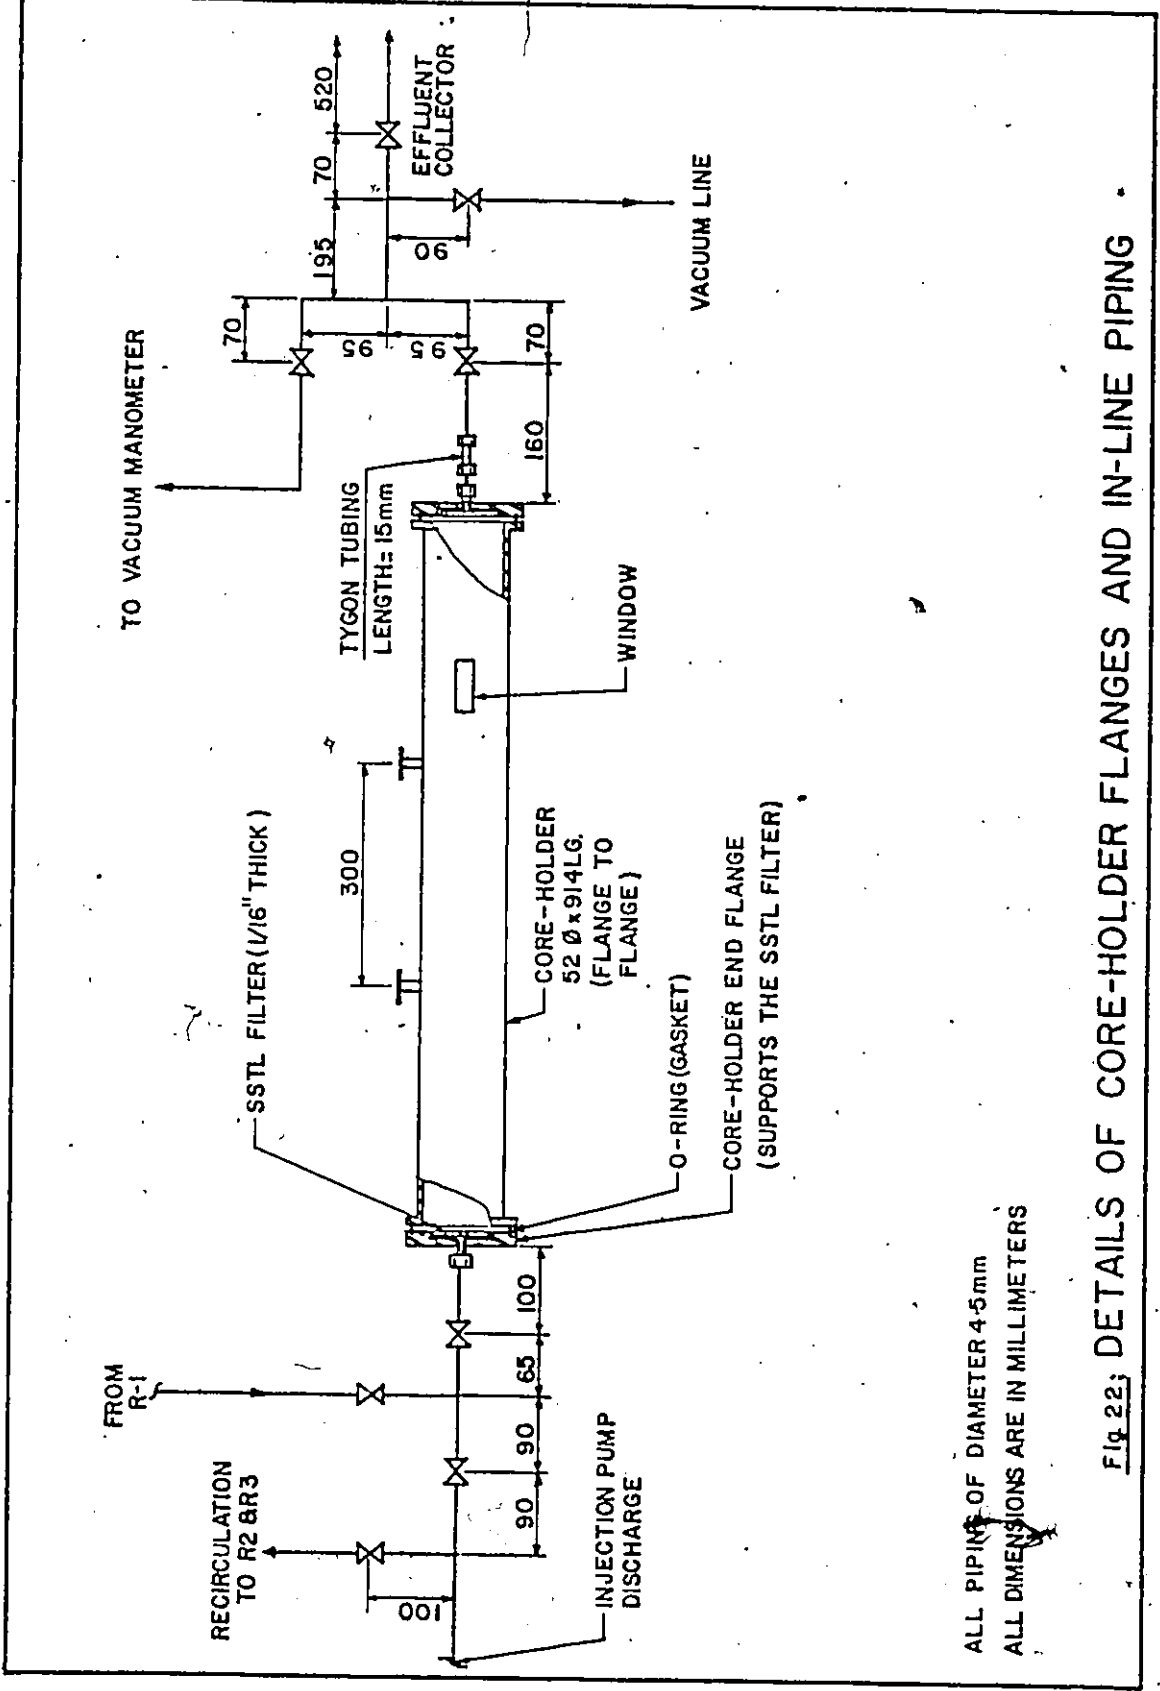 TO VACUUM MANOMETER
70
195
70
520
95
95
90
EFFLUENT
COLLECTOR
VACUUM LINE
70
160
TYGON TUBING
LENGTH= 15mm
WINDOW
300
SSTL FILTER (1/16" THICK)
CORE-HOLDER
52 Ø x 914LG.
(FLANGE TO
FLANGE)
O-RING (GASKET)
CORE-HOLDER END FLANGE
(SUPPORTS THE SSTL FILTER)
FROM
R-1
RECIRCULATION
TO R2 &R3
100
90
90
65
100
INJECTION PUMP
DISCHARGE
ALL PIPING OF DIAMETER 4·5mm
ALL DIMENSIONS ARE IN MILLIMETERS
Fig 22; DETAILS OF CORE-HOLDER FLANGES AND IN-LINE PIPING